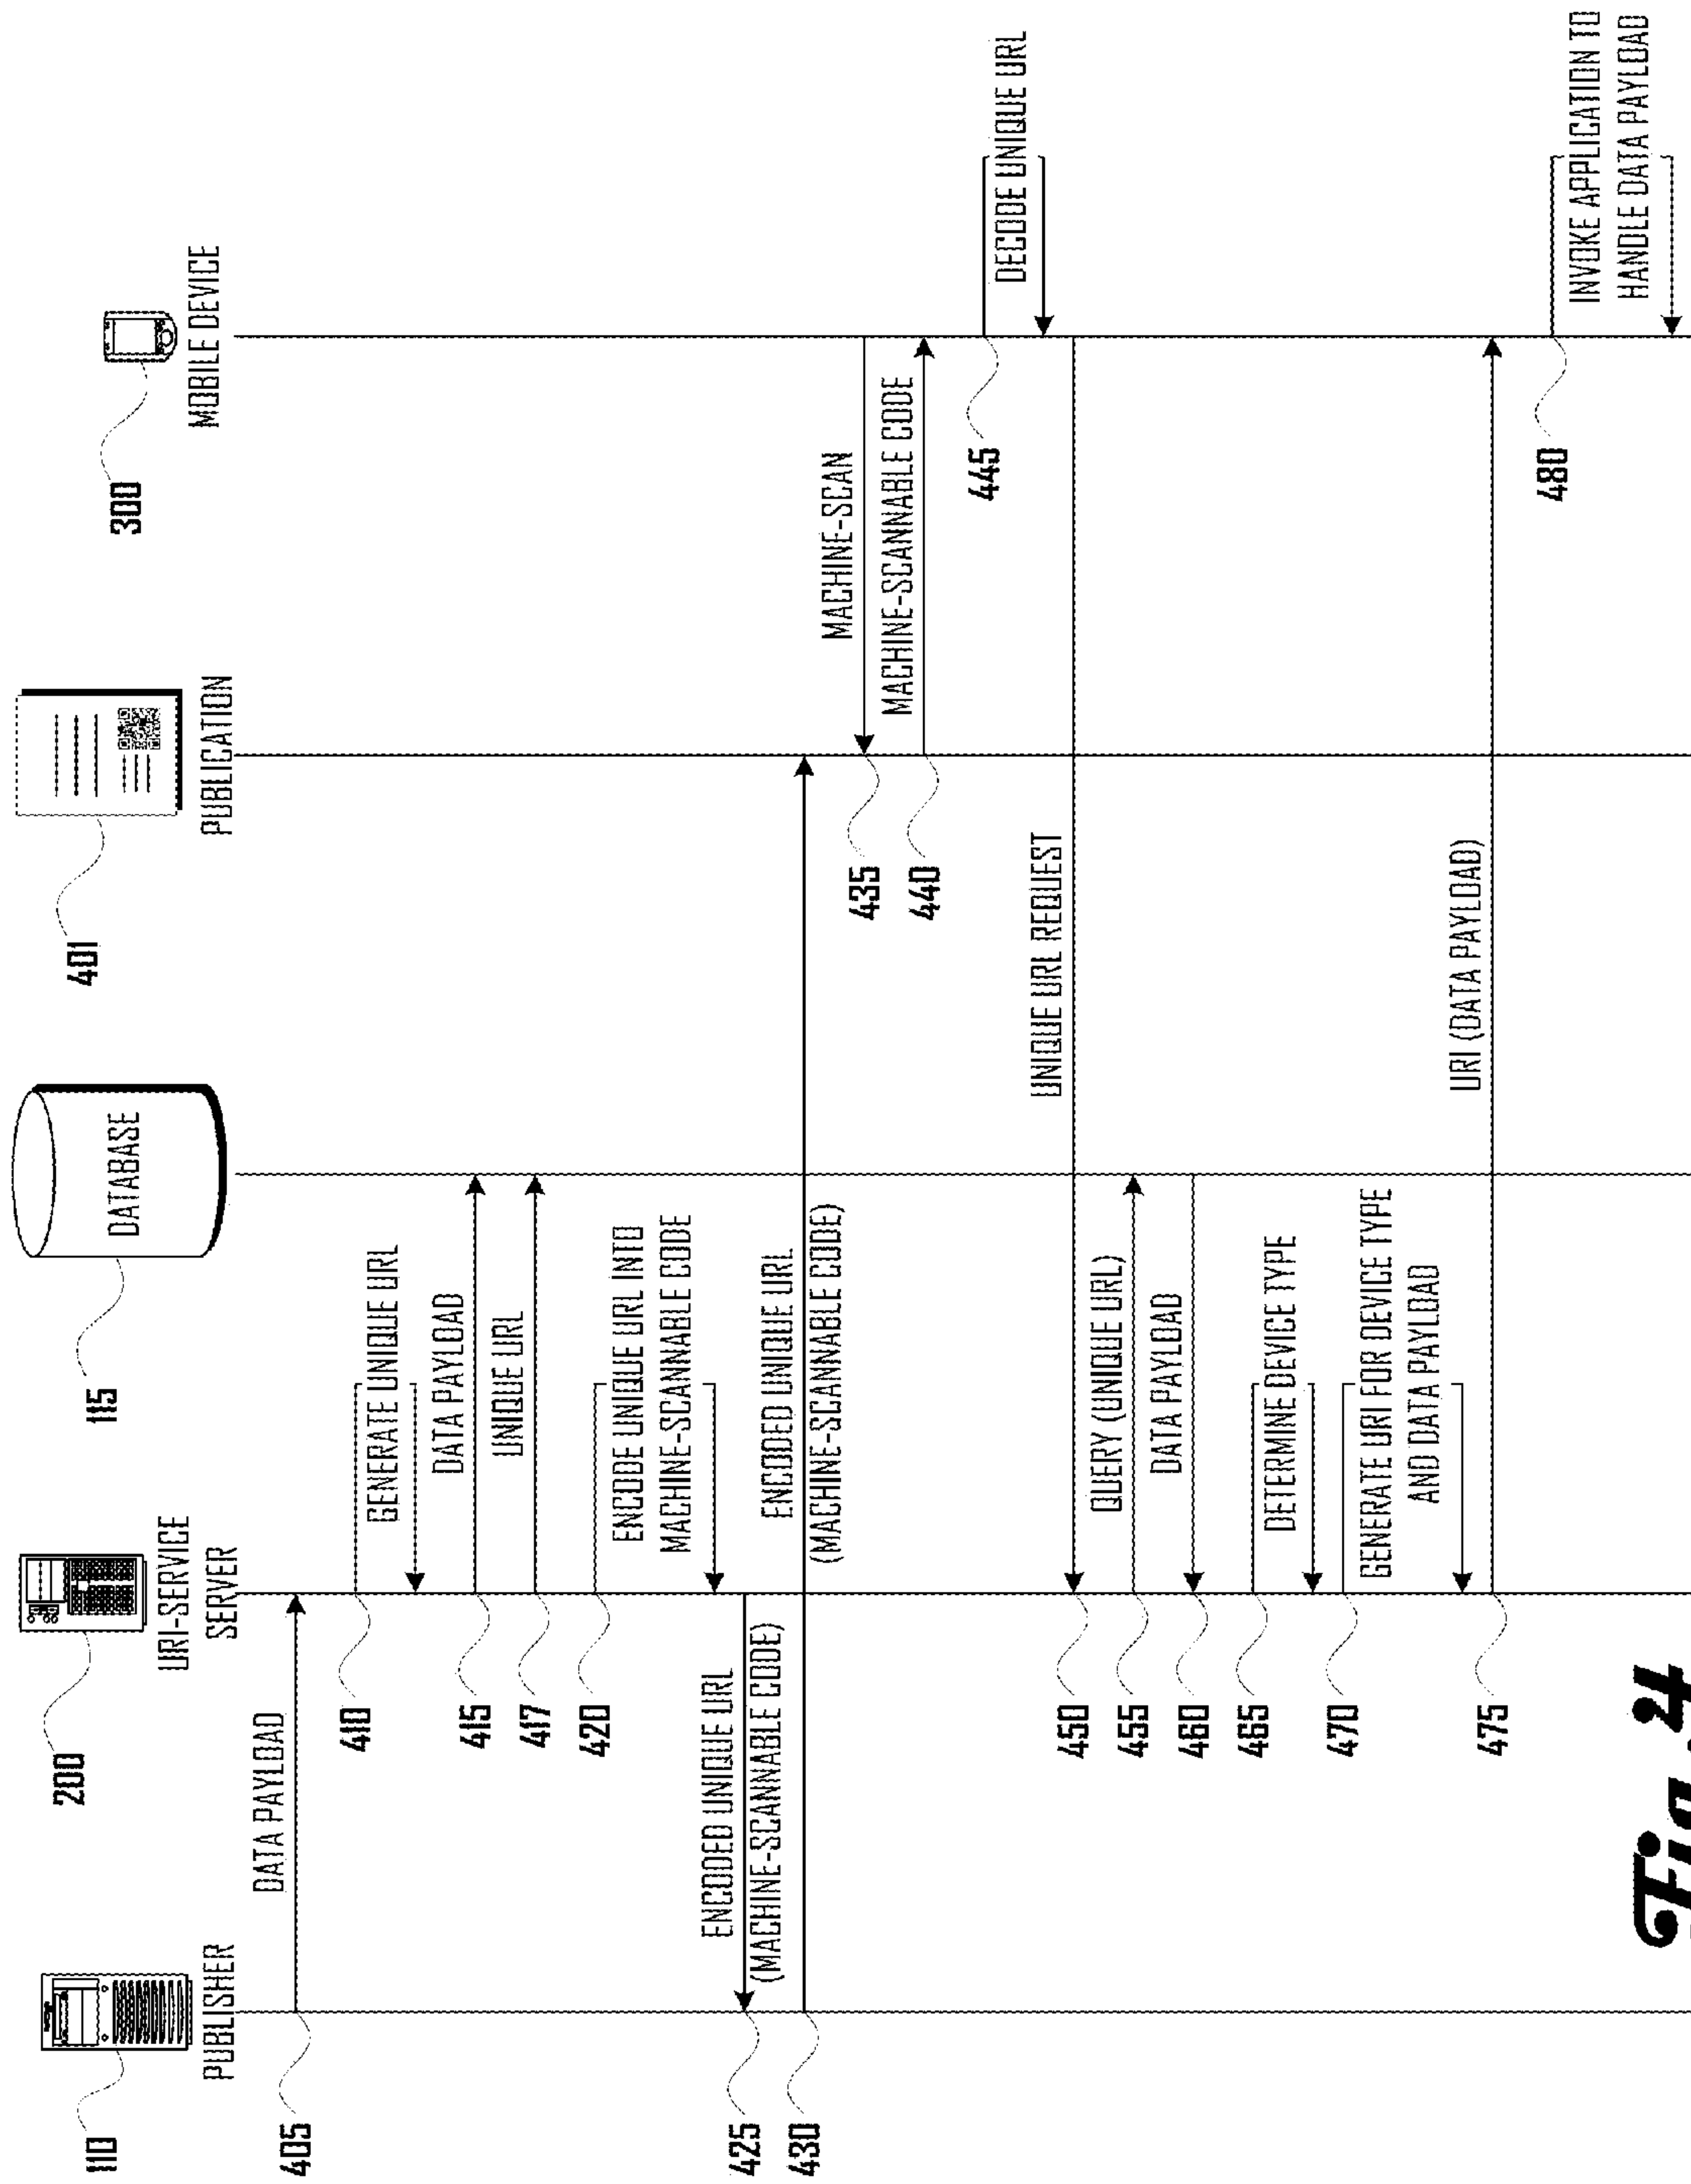 110
PUBLISHER
200
URI-SERVICE
SERVER
115
DATABASE
401
PUBLICATION
300
MOBILE DEVICE
405
DATA PAYLOAD
410
GENERATE UNIQUE URL
415
DATA PAYLOAD
417
UNIQUE URL
420
ENCODE UNIQUE URL INTO
MACHINE-SCANNABLE CODE
425
ENCODED UNIQUE URL
(MACHINE-SCANNABLE CODE)
430
ENCODED UNIQUE URL
(MACHINE-SCANNABLE CODE)
435
MACHINE-SCAN
440
MACHINE-SCANNABLE CODE
445
DECODE UNIQUE URL
450
UNIQUE URL REQUEST
455
QUERY (UNIQUE URL)
460
DATA PAYLOAD
465
DETERMINE DEVICE TYPE
470
GENERATE URI FOR DEVICE TYPE
AND DATA PAYLOAD
475
URI (DATA PAYLOAD)
480
INVOKE APPLICATION TO
HANDLE DATA PAYLOAD
Fig. 4